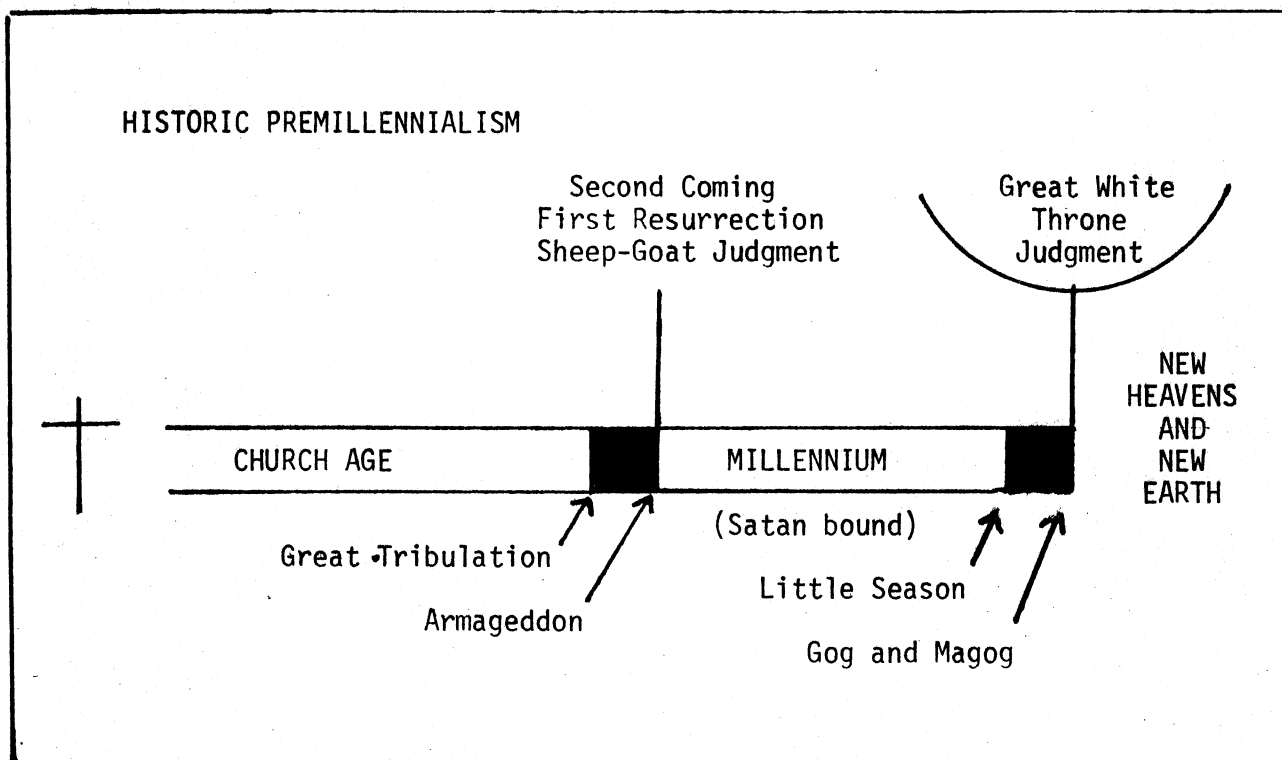 HISTORIC PREMILLENNIALISM
Second Coming
First Resurrection
Sheep-Goat Judgment
Great White
Throne
Judgment
NEW
HEAVENS
AND
NEW
EARTH
CHURCH AGE
MILLENNIUM
(Satan bound)
Great Tribulation
Armageddon
Little Season
Gog and Magog